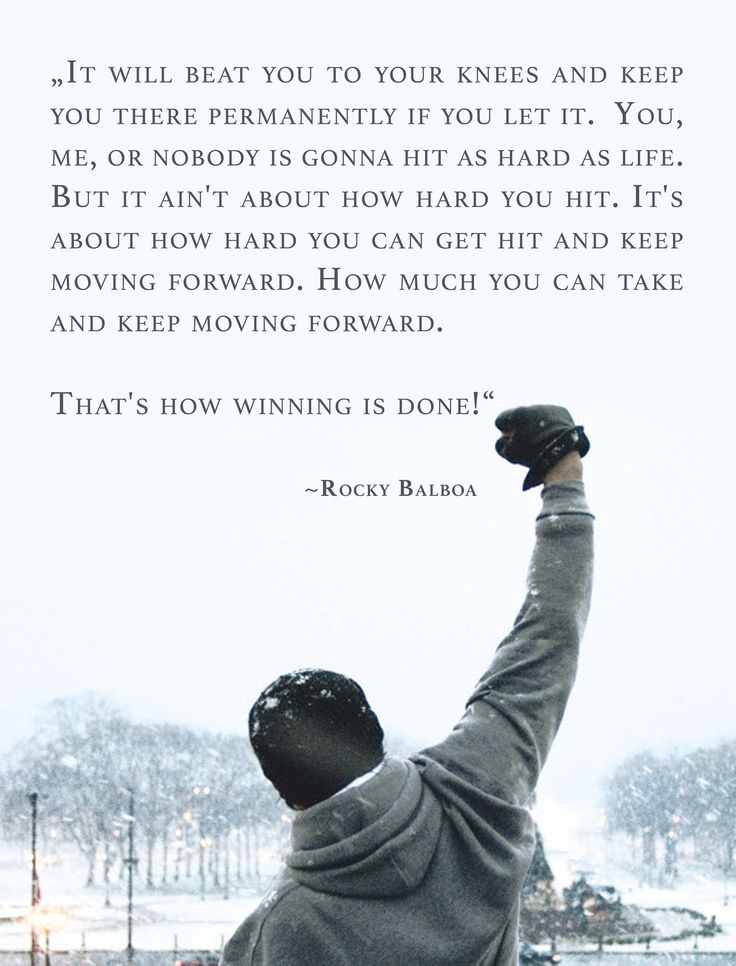 „It will beat you to your knees and keep
you there permanently if you let it.  You,
me, or nobody is gonna hit as hard as life.
But it ain't about how hard you hit. It's
about how hard you can get hit and keep
moving forward. How much you can take
and keep moving forward.
That's how winning is done!“
~Rocky Balboa